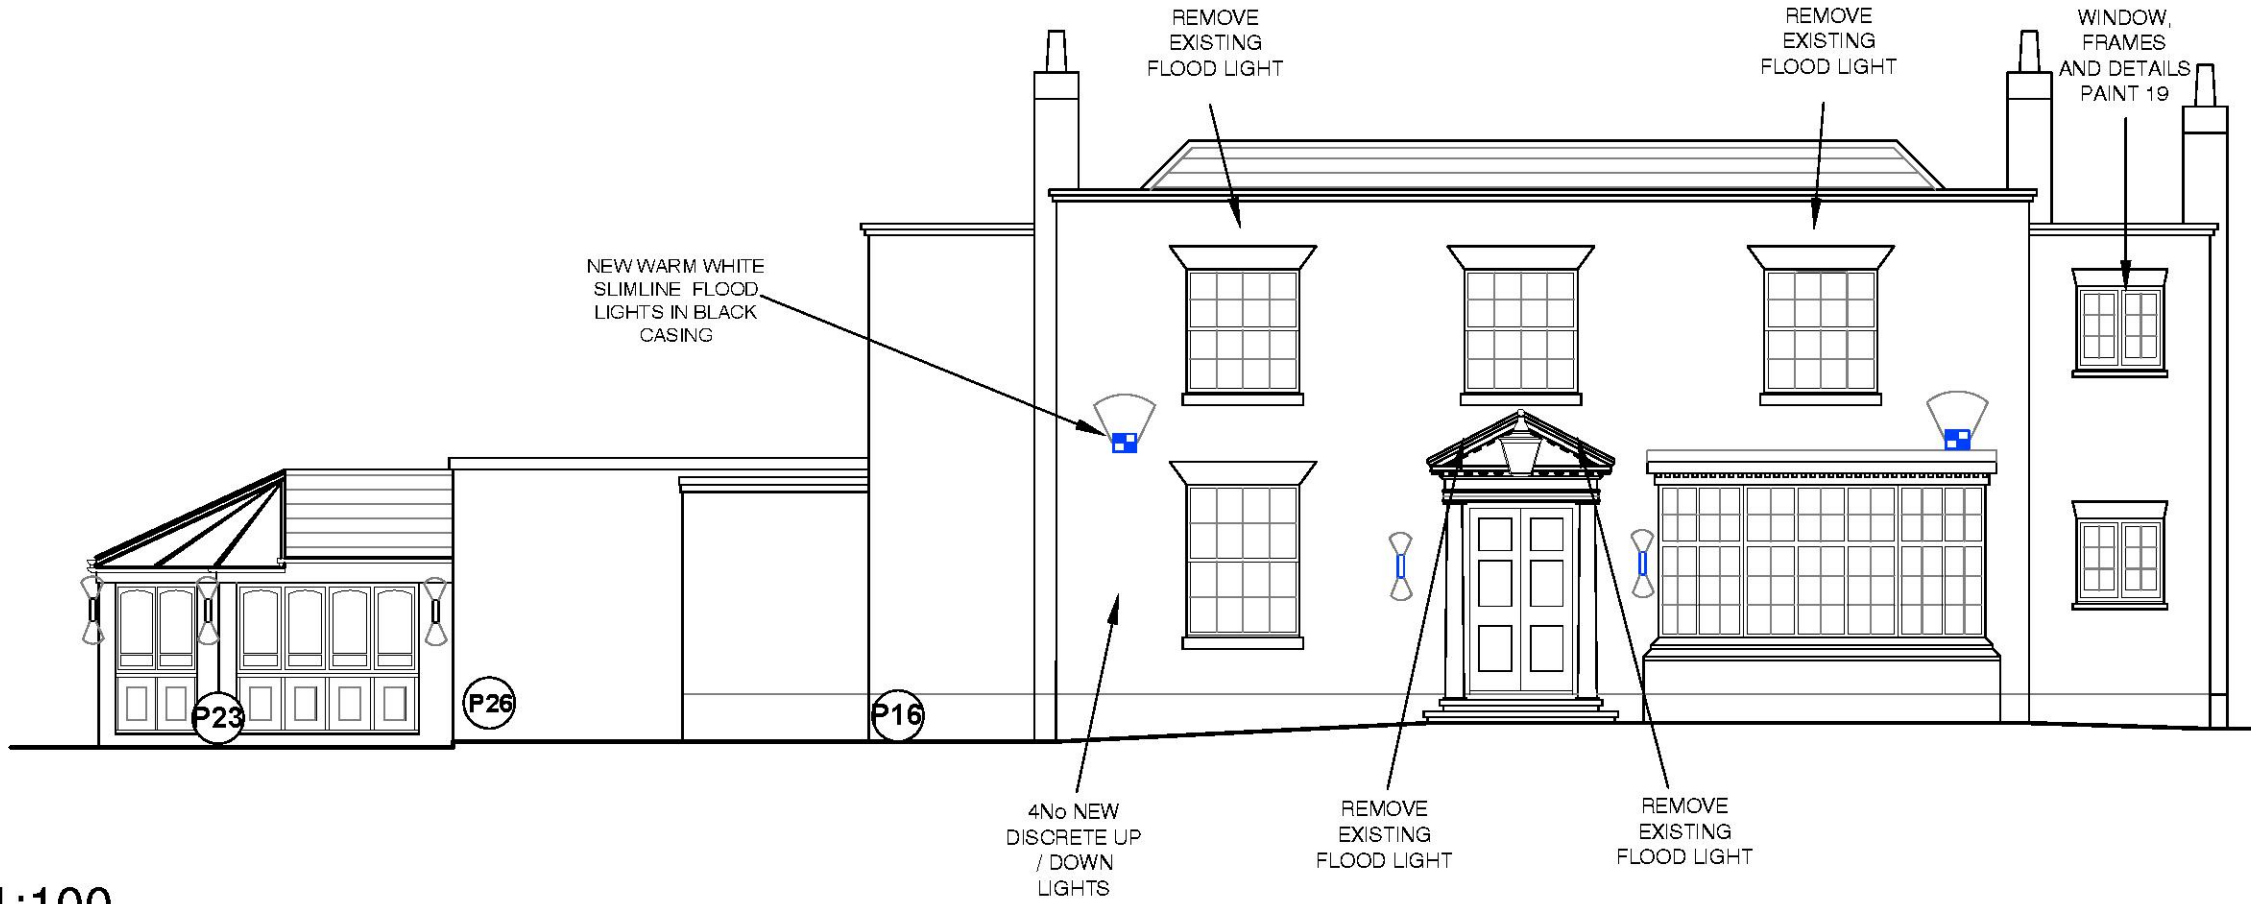 REMOVE
EXISTING
FLOOD LIGHT
REMOVE
EXISTING
FLOOD LIGHT
WINDOW,
FRAMES
AND DETAILS
PAINT 19
NEW WARM WHITE
SLIMLINE FLOOD
LIGHTS IN BLACK
CASING
P23
P26
P16
4No NEW
DISCRETE UP
/ DOWN
LIGHTS
REMOVE
EXISTING
FLOOD LIGHT
REMOVE
EXISTING
FLOOD LIGHT
1:100